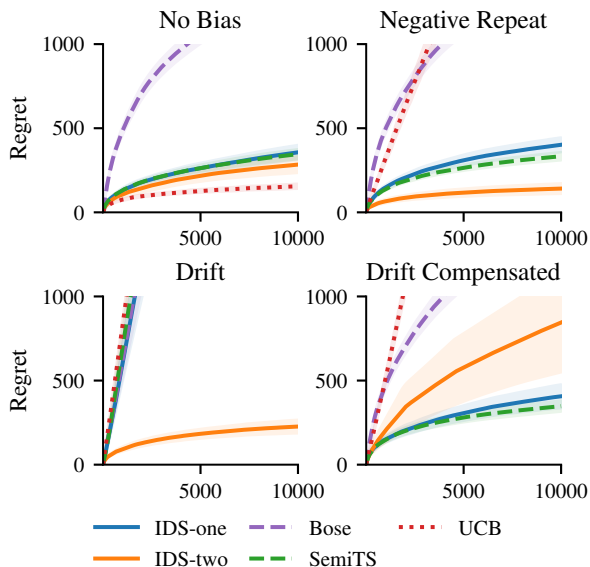 No Bias
Negative Repeat
1000
500
0
5000
10000
Regret
1000
500
0
5000
10000
Drift
Drift Compensated
1000
500
0
5000
10000
Regret
1000
500
0
5000
10000
IDS-one
Bose
UCB
IDS-two
SemiTS